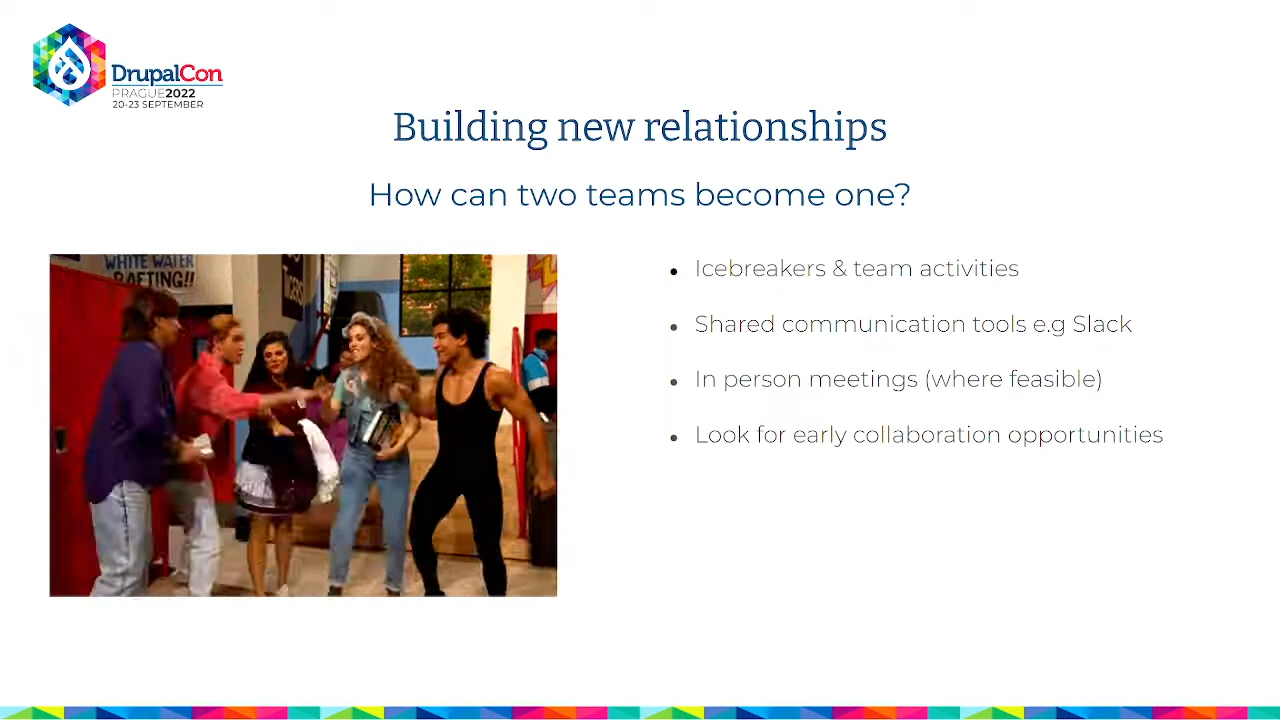 DrupalCon
PRAGUE2022
20-23 SEPTEMBER
Building new relationships
How can two teams become one?
WHITE WATER
RAFTING!!
Tigers
Icebreakers & team activities
Shared communication tools e.g Slack
In person meetings (where feasible)
Look for early collaboration opportunities